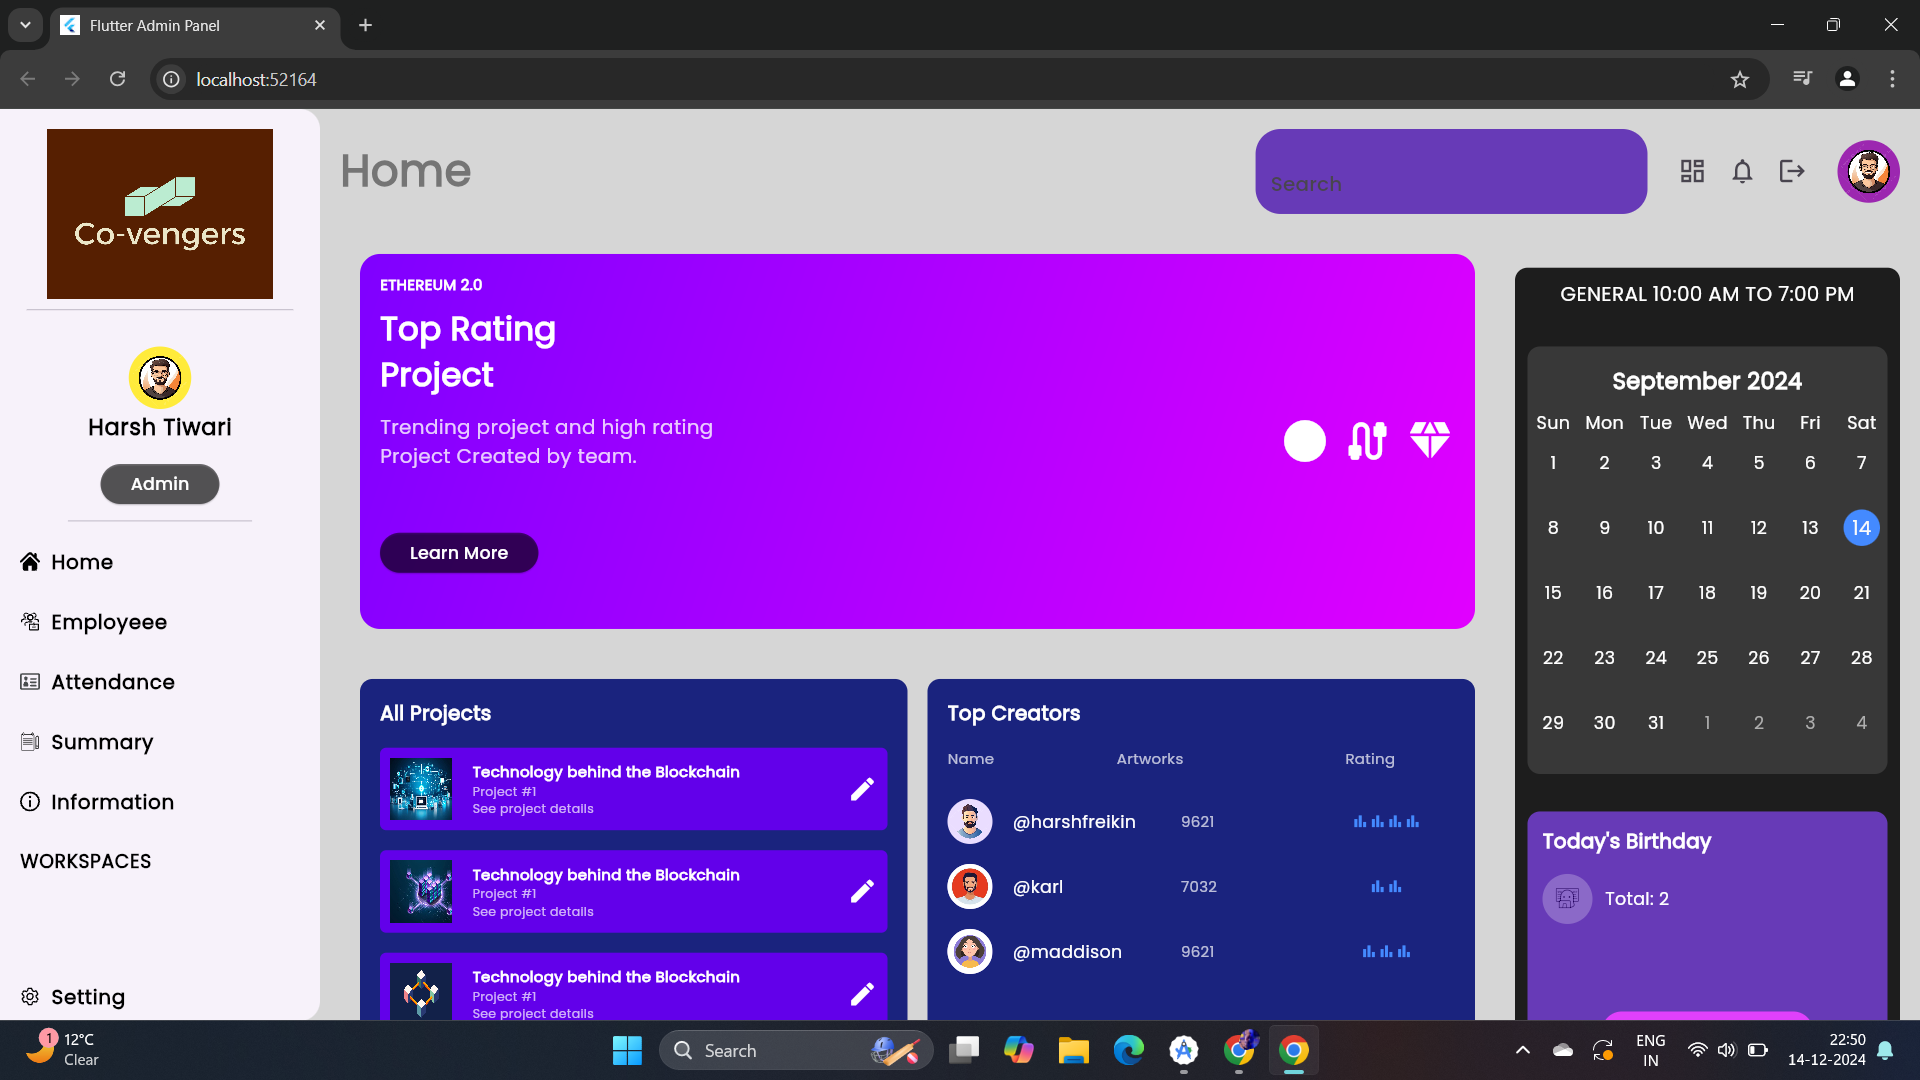 Flutter Admin Panel
localhost:52164
Co-vengers
Harsh Tiwari
Admin
Home
Employeee
Attendance
Summary
Information
WORKSPACES
Setting
Home
Search
ETHEREUM 2.0
Top Rating
Project
Trending project and high rating
Project Created by team.
Learn More
All Projects
Technology behind the Blockchain
Project #1
See project details
Technology behind the Blockchain
Project #1
See project details
Technology behind the Blockchain
Project #1
See project details
Top Creators
Name Artworks Rating
@harshfreikin 9621
@karl 7032
@maddison 9621
GENERAL 10:00 AM TO 7:00 PM
September 2024
Sun Mon Tue Wed Thu Fri Sat
1 2 3 4 5 6 7
8 9 10 11 12 13 14
15 16 17 18 19 20 21
22 23 24 25 26 27 28
29 30 31 1 2 3 4
Today's Birthday
Total: 2
1
12°C
Clear
Search
ENG
IN
22:50
14-12-2024